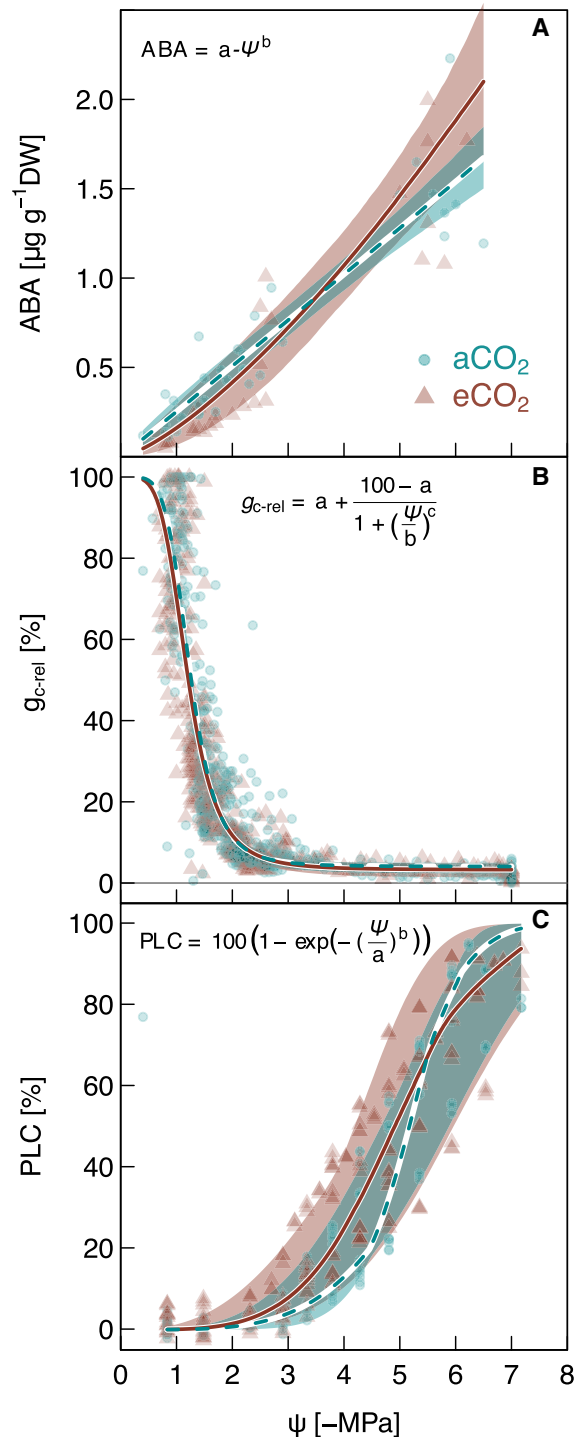 A
ABA = a-Ψᵇ
2.0
1.5
1.0
0.5
ABA [µg g⁻¹DW]
aCO₂
eCO₂
B
g_c-rel = a + (100 − a) / (1 + (Ψ/b)ᶜ)
100
80
60
40
20
0
g_c-rel [%]
C
PLC = 100(1− exp(−(Ψ/a)ᵇ))
100
80
60
40
20
0
PLC [%]
0 1 2 3 4 5 6 7 8
ψ [−MPa]